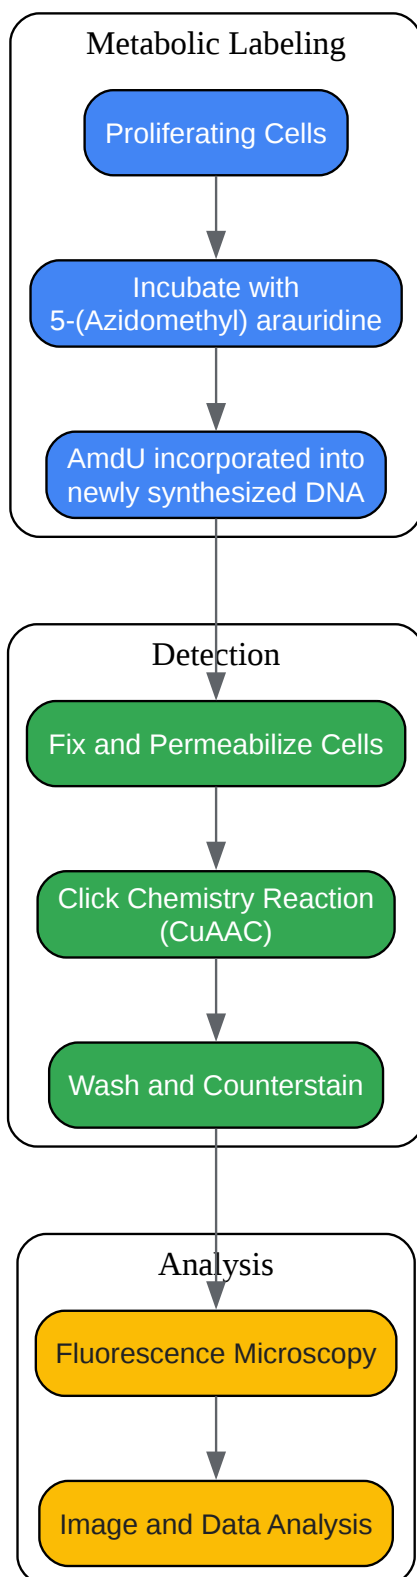 Metabolic Labeling
Proliferating Cells
Incubate with
5-(Azidomethyl) arauridine
AmdU incorporated into
newly synthesized DNA
Detection
Fix and Permeabilize Cells
Click Chemistry Reaction
(CuAAC)
Wash and Counterstain
Analysis
Fluorescence Microscopy
Image and Data Analysis